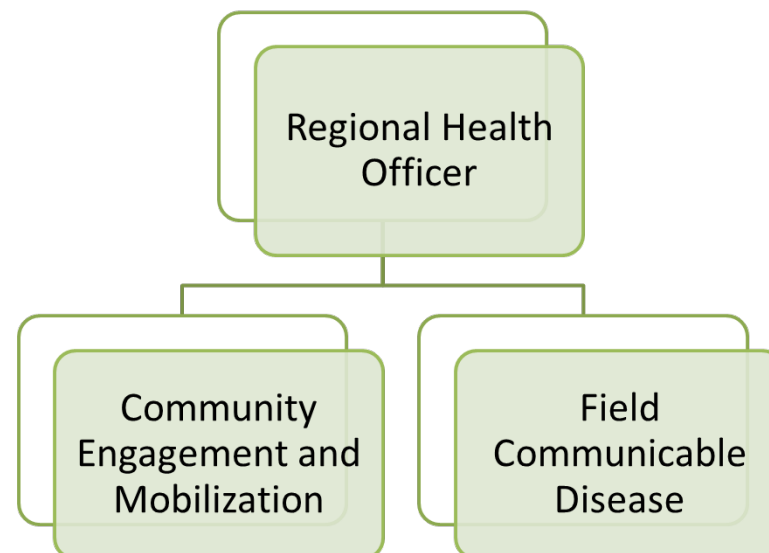 Regional Health
Officer
Community
Engagement and
Mobilization
Field
Communicable
Disease